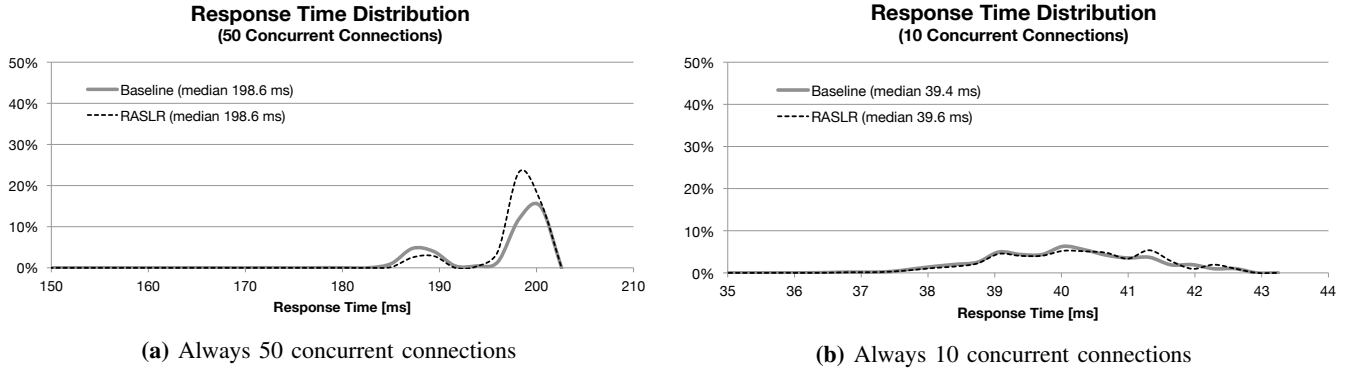 Response Time Distribution
(50 Concurrent Connections)
50%
40%
30%
20%
10%
0%
Baseline (median 198.6 ms)
RASLR (median 198.6 ms)
150 160 170 180 190 200 210
Response Time [ms]
(a) Always 50 concurrent connections
Response Time Distribution
(10 Concurrent Connections)
50%
40%
30%
20%
10%
0%
Baseline (median 39.4 ms)
RASLR (median 39.6 ms)
35 36 37 38 39 40 41 42 43 44
Response Time [ms]
(b) Always 10 concurrent connections